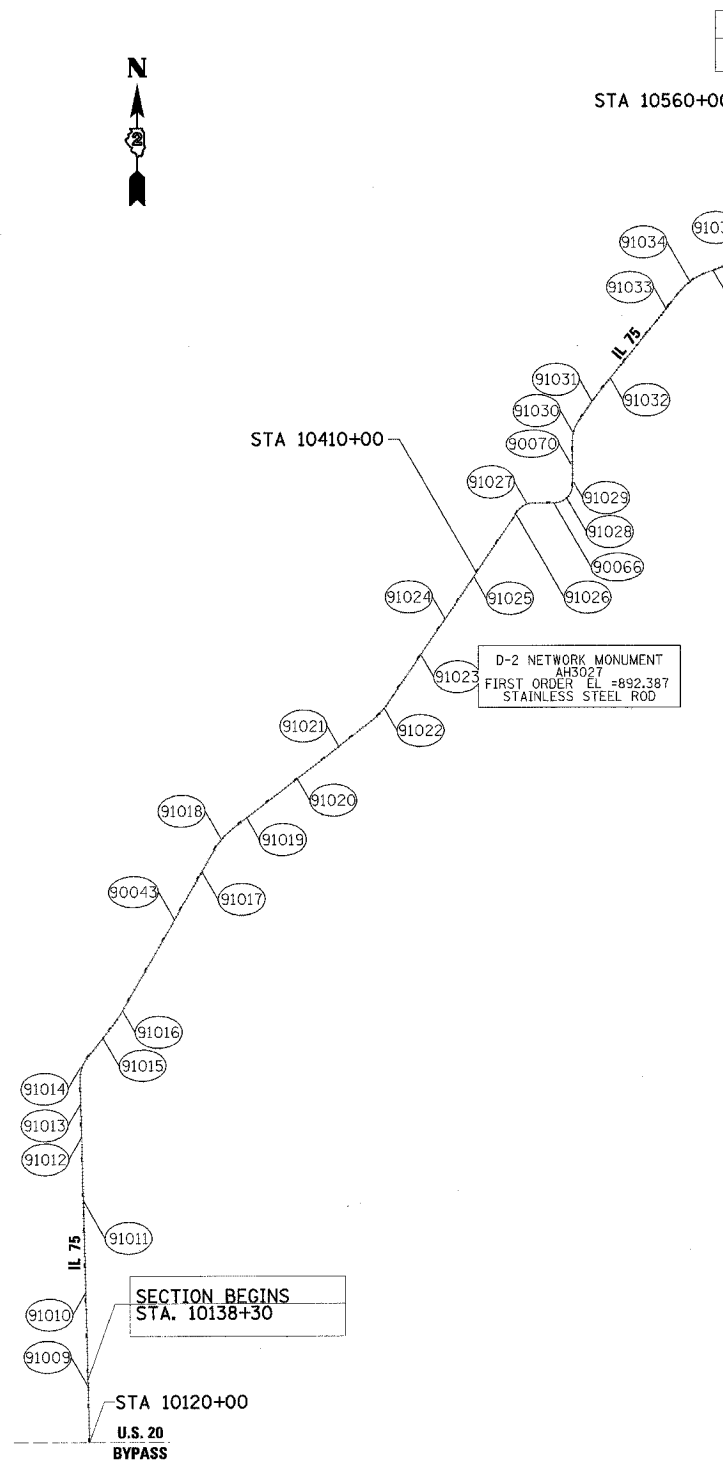 N
2
STA 10560+00
91034
91033
IL 75
91031
91032
91030
STA 10410+00
90070
91027
91029
91028
90066
91024
91025
91026
D-2 NETWORK MONUMENT
AH3027
FIRST ORDER EL =892.387
STAINLESS STEEL ROD
91023
91021
91022
91020
91018
91019
90043
91017
91016
91015
91014
91013
91012
91011
IL 75
SECTION BEGINS
STA. 10138+30
91010
91009
STA 10120+00
U.S. 20
BYPASS